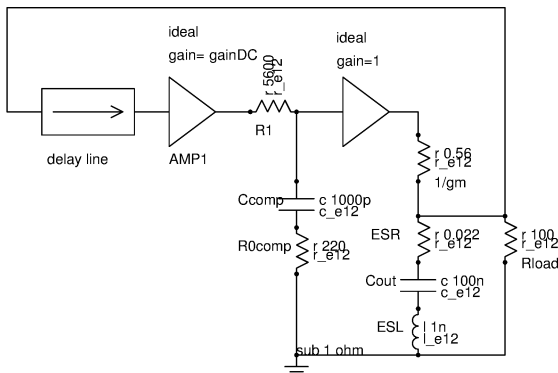 ideal
gain= gainDC
ideal
gain=1
r 5600
r_e12
R1
delay line
AMP1
r 0.56
r_e12
1/gm
Ccomp
c 1000p
c_e12
R0comp
r 220
r_e12
ESR
r 0.022
r_e12
r 100
r_e12
Rload
Cout
c 100n
c_e12
ESL
l 1n
l_e12
sub 1 ohm